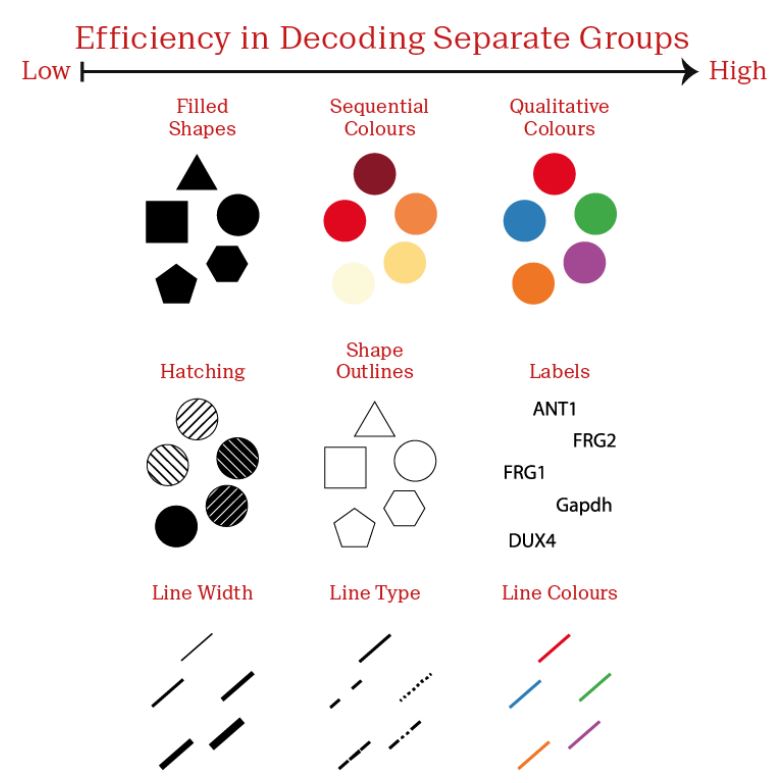 Efficiency in Decoding Separate Groups
Low
High
Filled
Shapes
Sequential
Colours
Qualitative
Colours
Hatching
Shape
Outlines
Labels
ANT1
FRG2
FRG1
Gapdh
DUX4
Line Width
Line Type
Line Colours